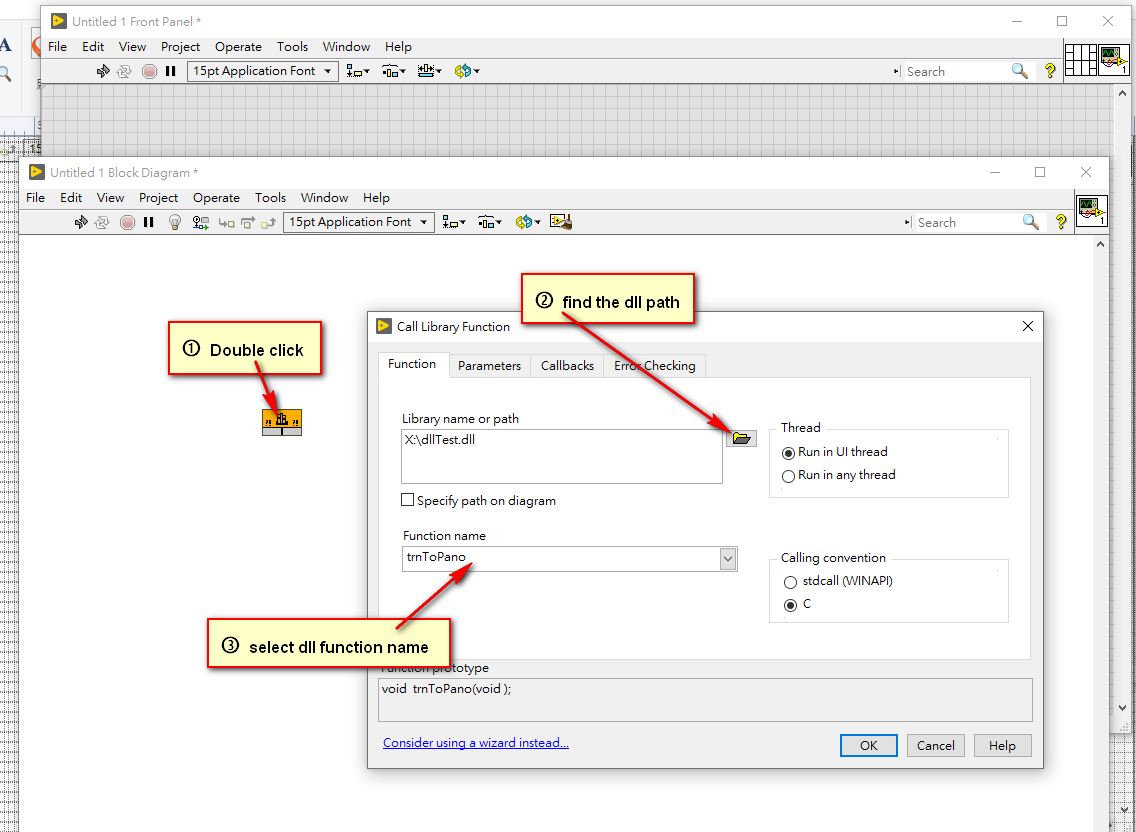 Untitled 1 Front Panel *
File Edit View Project Operate Tools Window Help
15pt Application Font
Search
1
Untitled 1 Block Diagram *
File Edit View Project Operate Tools Window Help
15pt Application Font
Search
1
① Double click
② find the dll path
Call Library Function
Function Parameters Callbacks Error Checking
Library name or path
X:\dllTest.dll
Specify path on diagram
Thread
Run in UI thread
Run in any thread
Function name
trnToPano
Calling convention
stdcall (WINAPI)
C
③ select dll function name
Function prototype
void trnToPano(void );
Consider using a wizard instead...
OK Cancel Help